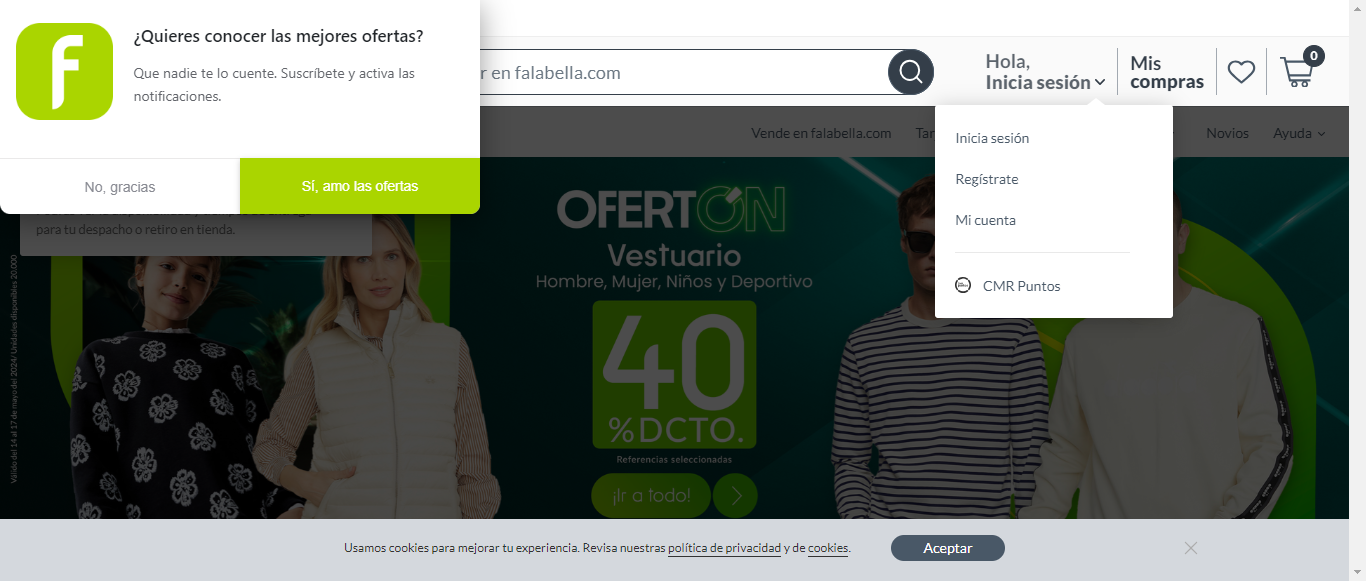 ¿Quieres conocer las mejores ofertas?
Que nadie te lo cuente. Suscríbete y activa las
notificaciones.
No, gracias
Sí, amo las ofertas
en falabella.com
Hola,
Inicia sesión
Mis
compras
0
Vende en falabella.com
Novios
Ayuda
Inicia sesión
Regístrate
Mi cuenta
CMR Puntos
para tu despacho o retiro en tienda.
OFERTÓN
Vestuario
Hombre, Mujer, Niños y Deportivo
40
%DCTO.
Referencias seleccionadas
¡Ir a todo!
Válido del 14 al 17 de mayo del 2024/ Unidades disponibles 20.000
Usamos cookies para mejorar tu experiencia. Revisa nuestras política de privacidad y de cookies.
Aceptar